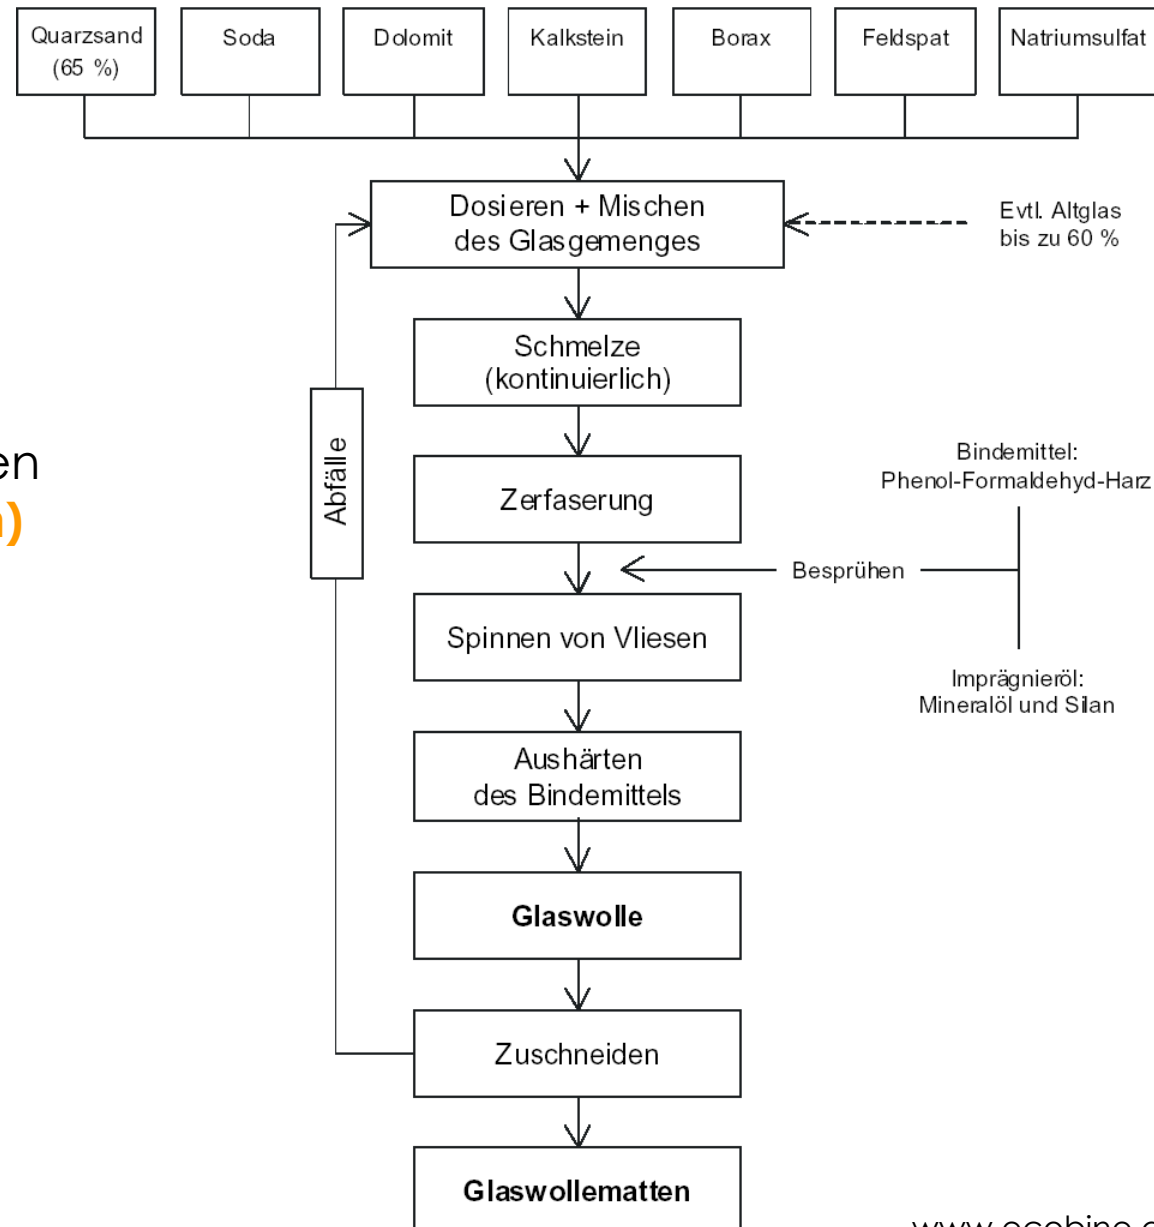 Quarzsand
(65 %)
Soda
Dolomit
Kalkstein
Borax
Feldspat
Natriumsulfat
Dosieren + Mischen
des Glasgemenges
Evtl. Altglas
bis zu 60 %
Schmelze
(kontinuierlich)
Abfälle
en
)
Zerfaserung
Bindemittel:
Phenol-Formaldehyd-Harz
Besprühen
Spinnen von Vliesen
Imprägnieröl:
Mineralöl und Silan
Aushärten
des Bindemittels
Glaswolle
Zuschneiden
Glaswollematten